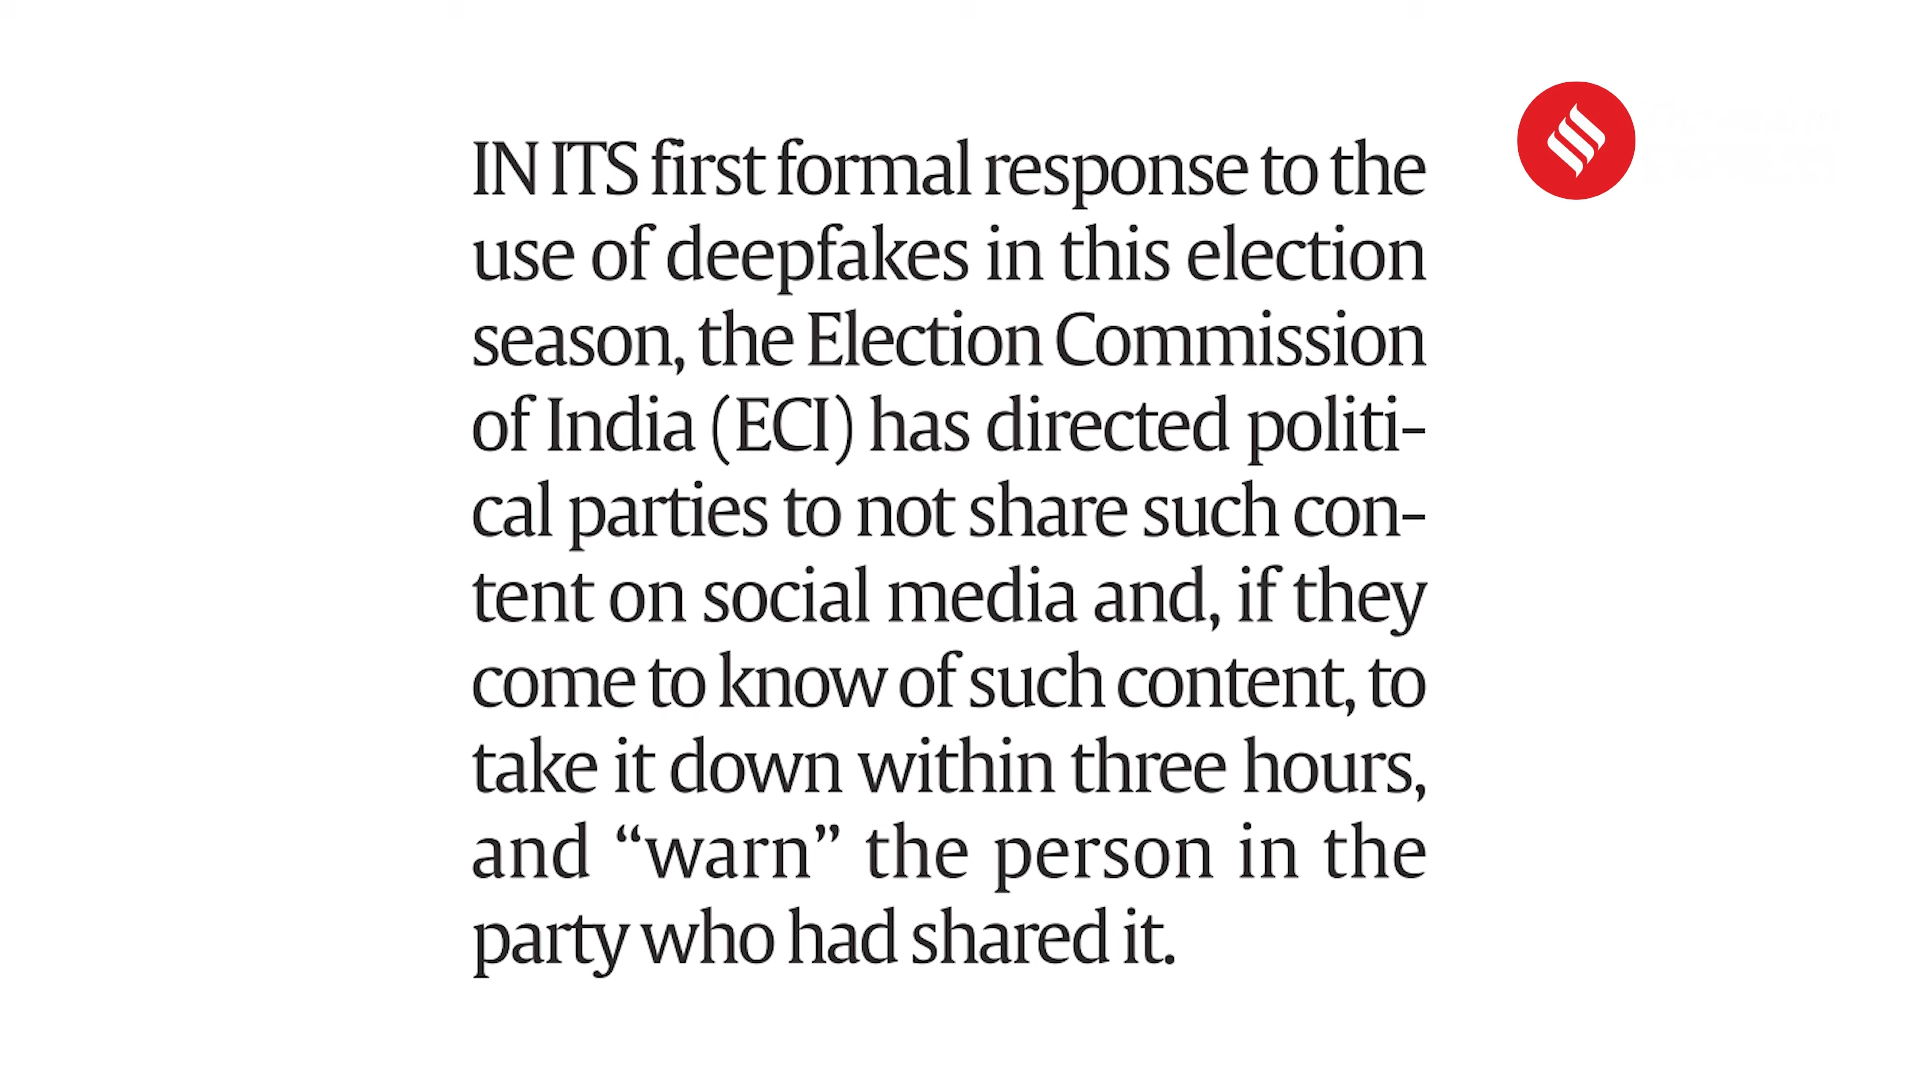 IN ITS first formal response to the
use of deepfakes in this election
season, the Election Commission
of India (ECI) has directed politi-
cal parties to not share such con-
tent on social media and, if they
come to know of such content, to
take it down within three hours,
and “warn” the person in the
party who had shared it.